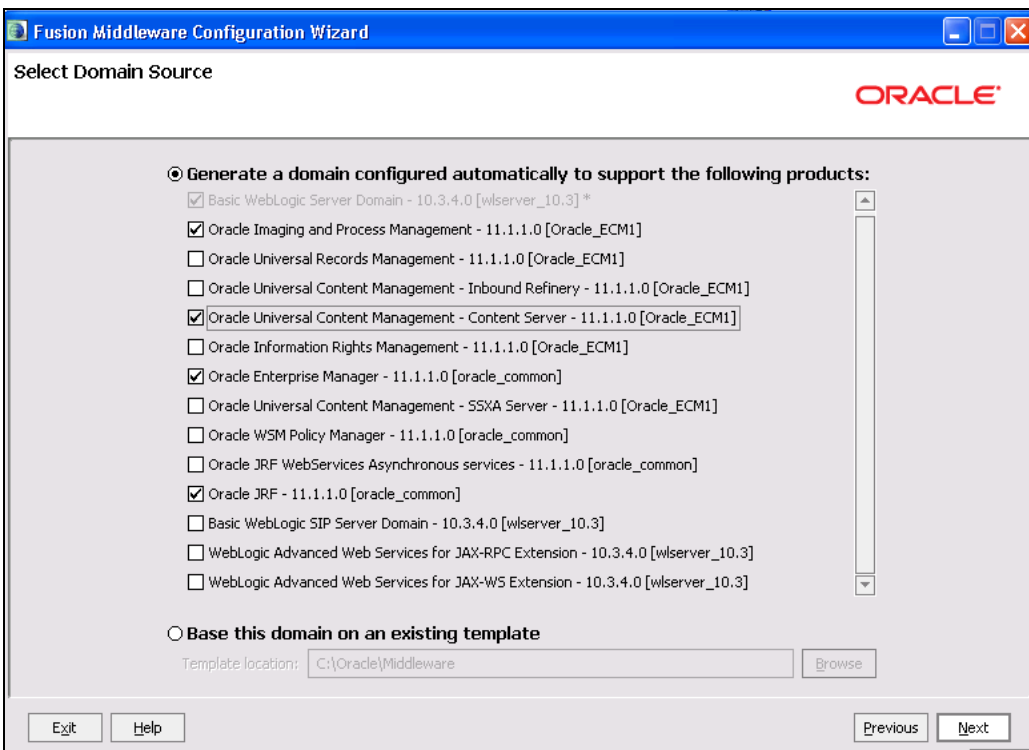 Fusion Middleware Configuration Wizard
Select Domain Source
ORACLE
Generate a domain configured automatically to support the following products:
Basic WebLogic Server Domain - 10.3.4.0 [wlserver_10.3] *
Oracle Imaging and Process Management - 11.1.1.0 [Oracle_ECM1]
Oracle Universal Records Management - 11.1.1.0 [Oracle_ECM1]
Oracle Universal Content Management - Inbound Refinery - 11.1.1.0 [Oracle_ECM1]
Oracle Universal Content Management - Content Server - 11.1.1.0 [Oracle_ECM1]
Oracle Information Rights Management - 11.1.1.0 [Oracle_ECM1]
Oracle Enterprise Manager - 11.1.1.0 [oracle_common]
Oracle Universal Content Management - SSXA Server - 11.1.1.0 [Oracle_ECM1]
Oracle WSM Policy Manager - 11.1.1.0 [oracle_common]
Oracle JRF WebServices Asynchronous services - 11.1.1.0 [oracle_common]
Oracle JRF - 11.1.1.0 [oracle_common]
Basic WebLogic SIP Server Domain - 10.3.4.0 [wlserver_10.3]
WebLogic Advanced Web Services for JAX-RPC Extension - 10.3.4.0 [wlserver_10.3]
WebLogic Advanced Web Services for JAX-WS Extension - 10.3.4.0 [wlserver_10.3]
Base this domain on an existing template
Template location: C:\Oracle\Middleware Browse
Exit Help Previous Next